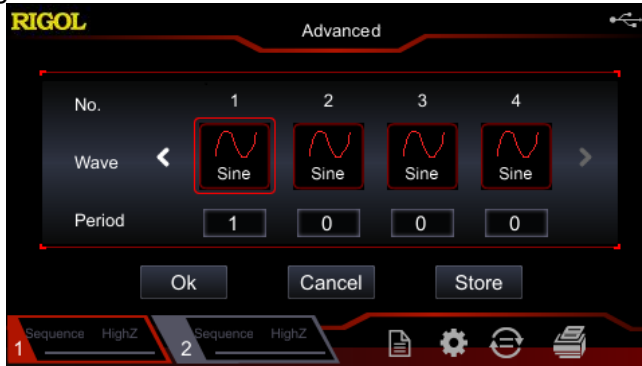 RIGOL
Advanced
No. 1 2 3 4
Wave Sine Sine Sine Sine
Period 1 0 0 0
Ok Cancel Store
1 Sequence HighZ 2 Sequence HighZ